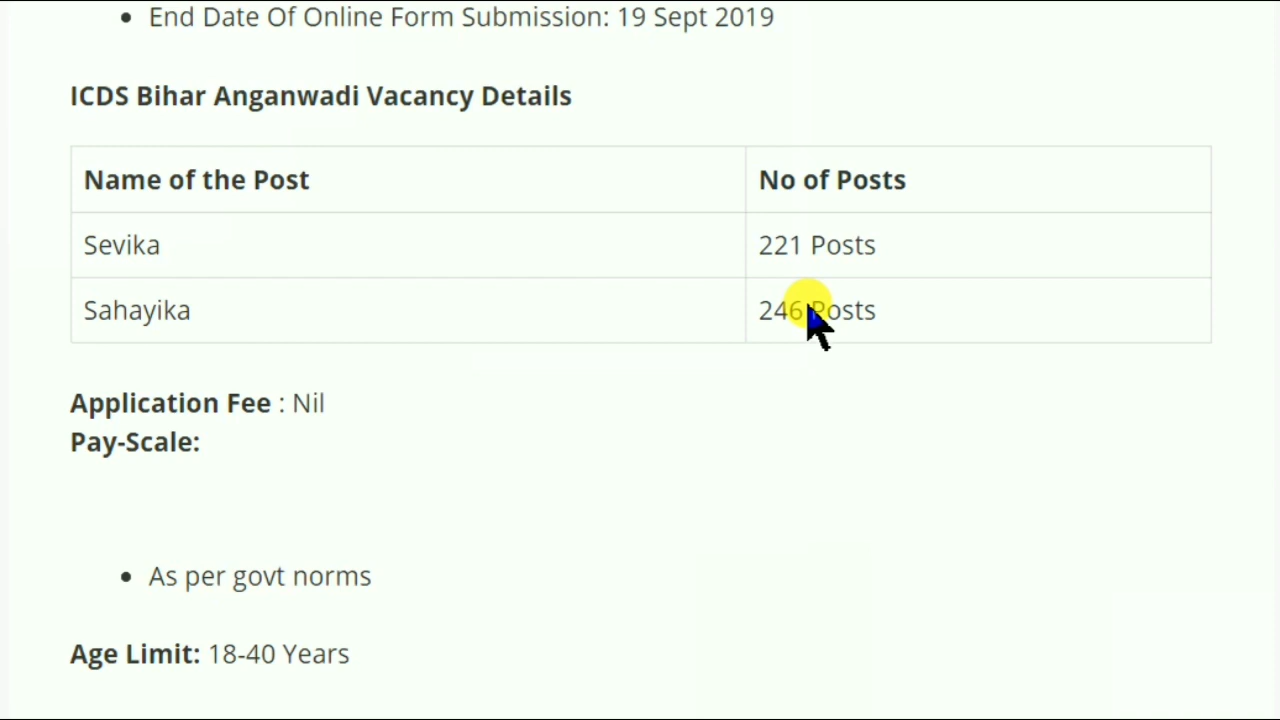 End Date Of Online Form Submission: 19 Sept 2019
ICDS Bihar Anganwadi Vacancy Details
Name of the Post No of Posts
Sevika 221 Posts
Sahayika 246 Posts
Application Fee : Nil
Pay-Scale:
As per govt norms
Age Limit: 18-40 Years